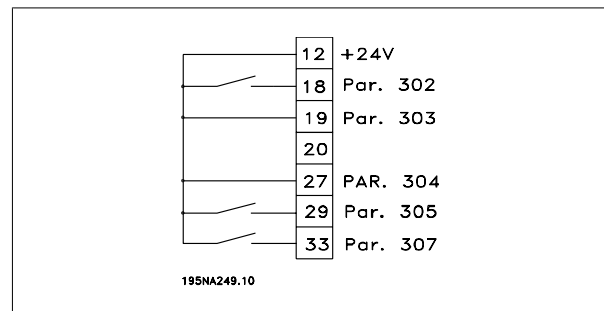 12 +24V
18 Par. 302
19 Par. 303
20
27 PAR. 304
29 Par. 305
33 Par. 307
195NA249.10